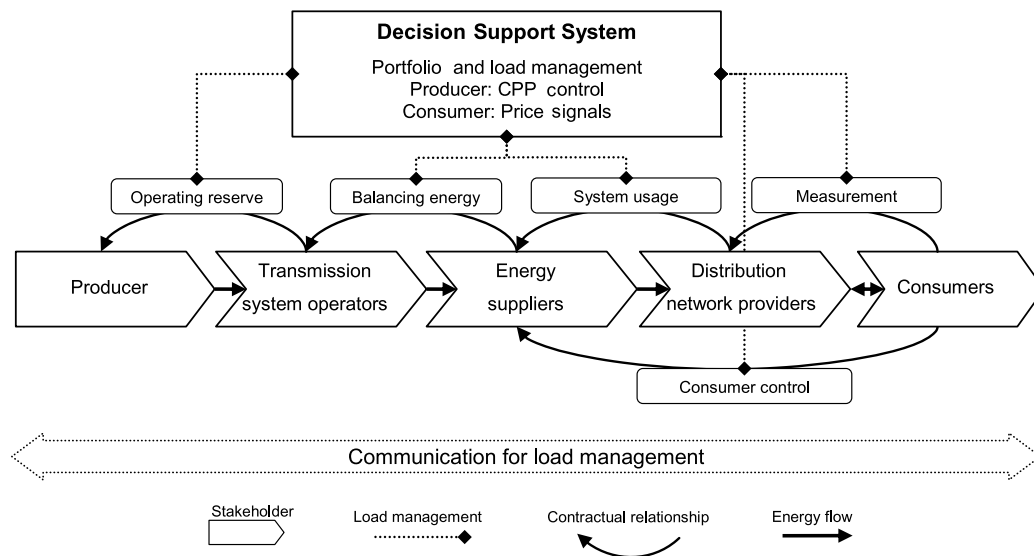 Decision Support System
Portfolio and load management
Producer: CPP control
Consumer: Price signals
Operating reserve
Balancing energy
System usage
Measurement
Producer
Transmission
system operators
Energy
suppliers
Distribution
network providers
Consumers
Consumer control
Communication for load management
Stakeholder
Load management
Contractual relationship
Energy flow